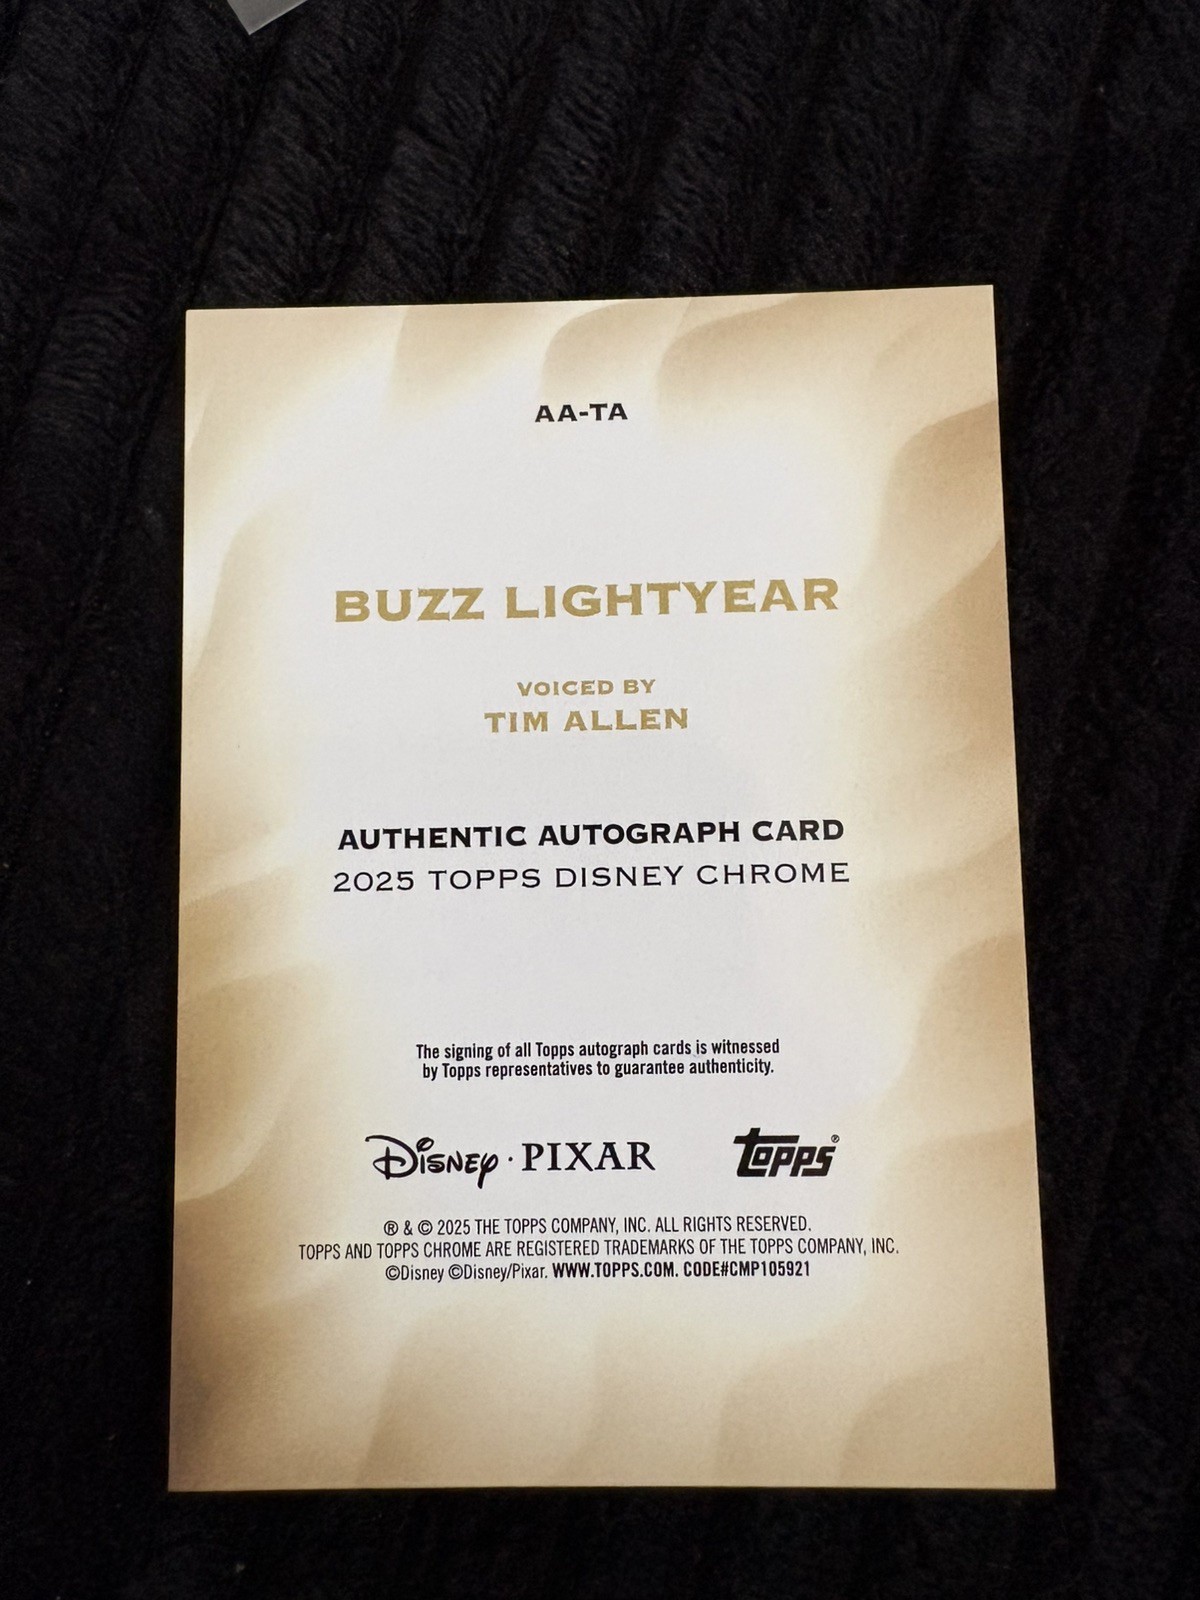 AA-TA
BUZZ LIGHTYEAR
VOICED BY
TIM ALLEN
AUTHENTIC AUTOGRAPH CARD
2025 TOPPS DISNEY CHROME
The signing of all Topps autograph cards is witnessed
by Topps representatives to guarantee authenticity.
Disney · PIXAR topps®
® & © 2025 THE TOPPS COMPANY, INC. ALL RIGHTS RESERVED.
TOPPS AND TOPPS CHROME ARE REGISTERED TRADEMARKS OF THE TOPPS COMPANY, INC.
©Disney ©Disney/Pixar. WWW.TOPPS.COM. CODE#CMP105921